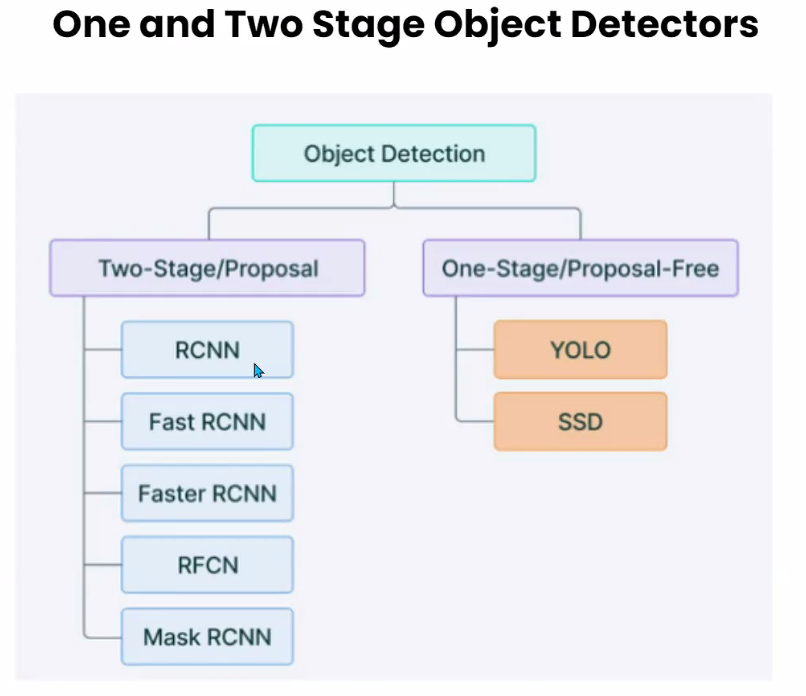 One and Two Stage Object Detectors
Object Detection
Two-Stage/Proposal
One-Stage/Proposal-Free
RCNN
YOLO
Fast RCNN
SSD
Faster RCNN
RFCN
Mask RCNN